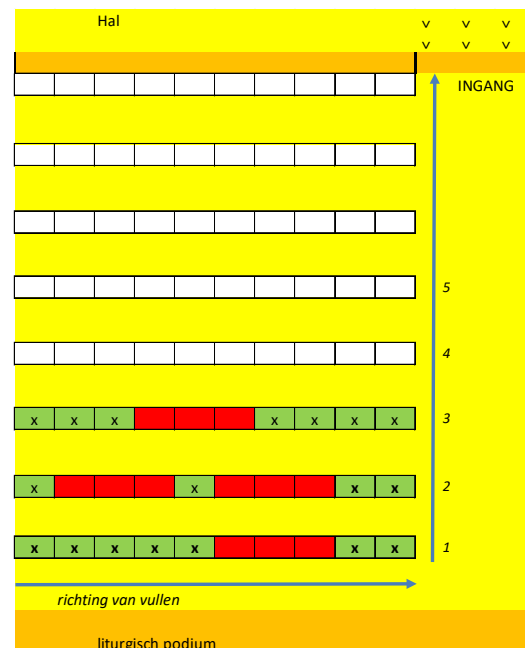 Hal v v v
v v v
INGANG
5
4
x x x x x x x 3
x x x x 2
x x x x x x x 1
richting van vullen
liturgisch podium